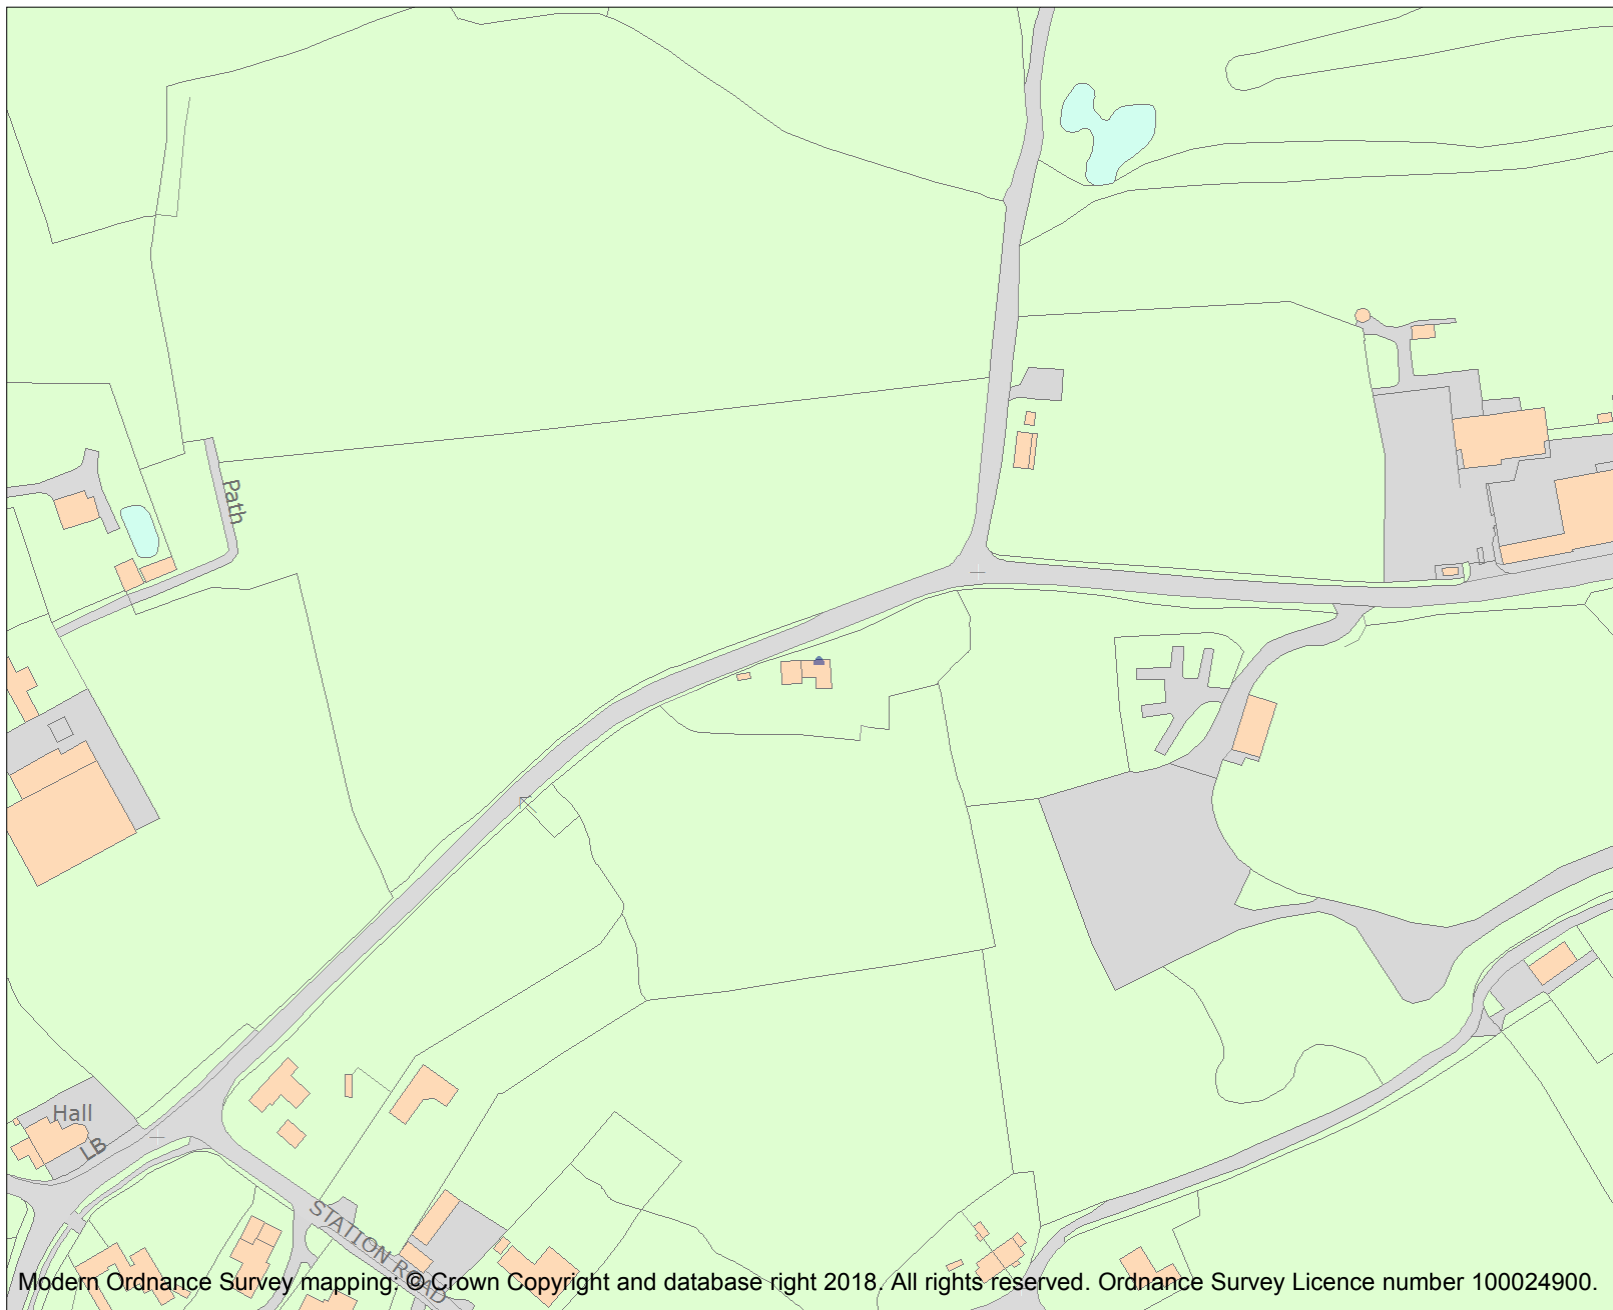 Path
Hall
LB
STATION ROAD
Modern Ordnance Survey mapping: © Crown Copyright and database right 2018. All rights reserved. Ordnance Survey Licence number 100024900.